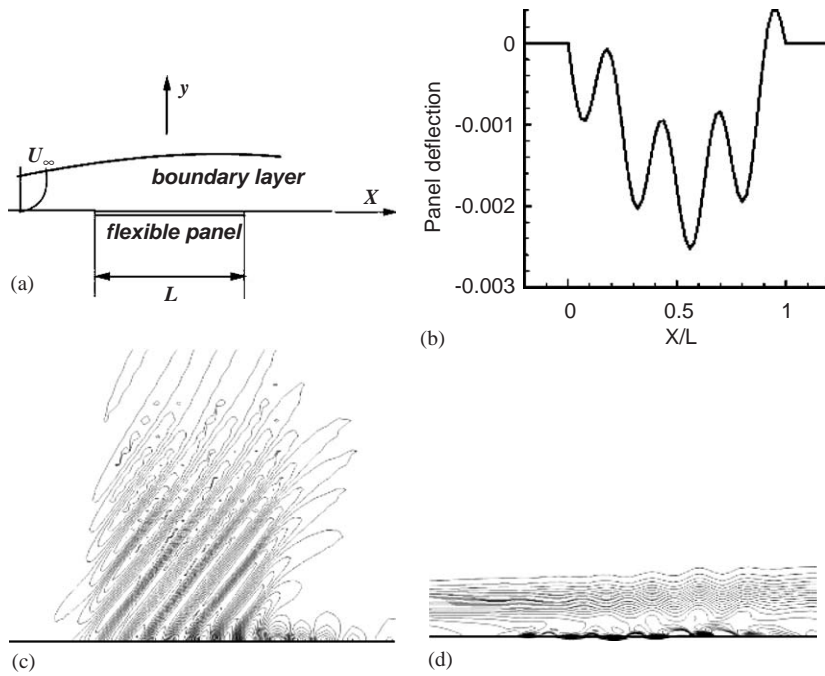 y
U∞
boundary layer
X
flexible panel
L
(a)
0
-0.001
-0.002
-0.003
Panel deflection
0
0.5
1
X/L
(b)
(c)
(d)